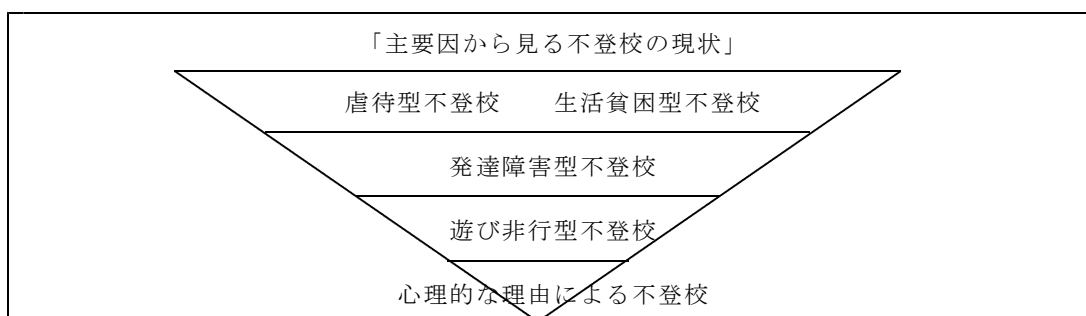 「主要因から見る不登校の現状」
虐待型不登校　　生活貧困型不登校
発達障害型不登校
遊び非行型不登校
心理的な理由による不登校